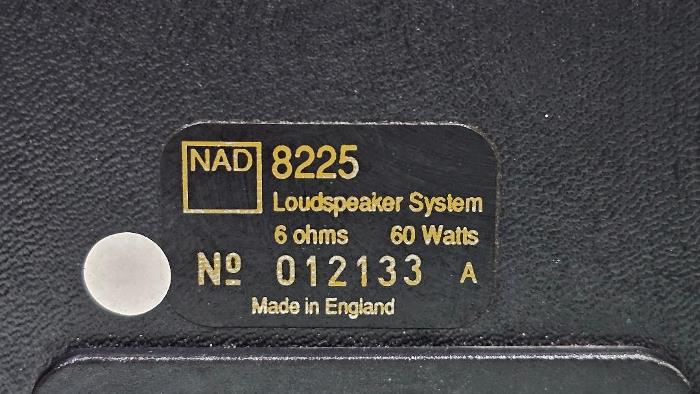 NAD 8225
Loudspeaker System
6 ohms 60 Watts
Nº 012133 A
Made in England